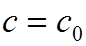 c = c₀